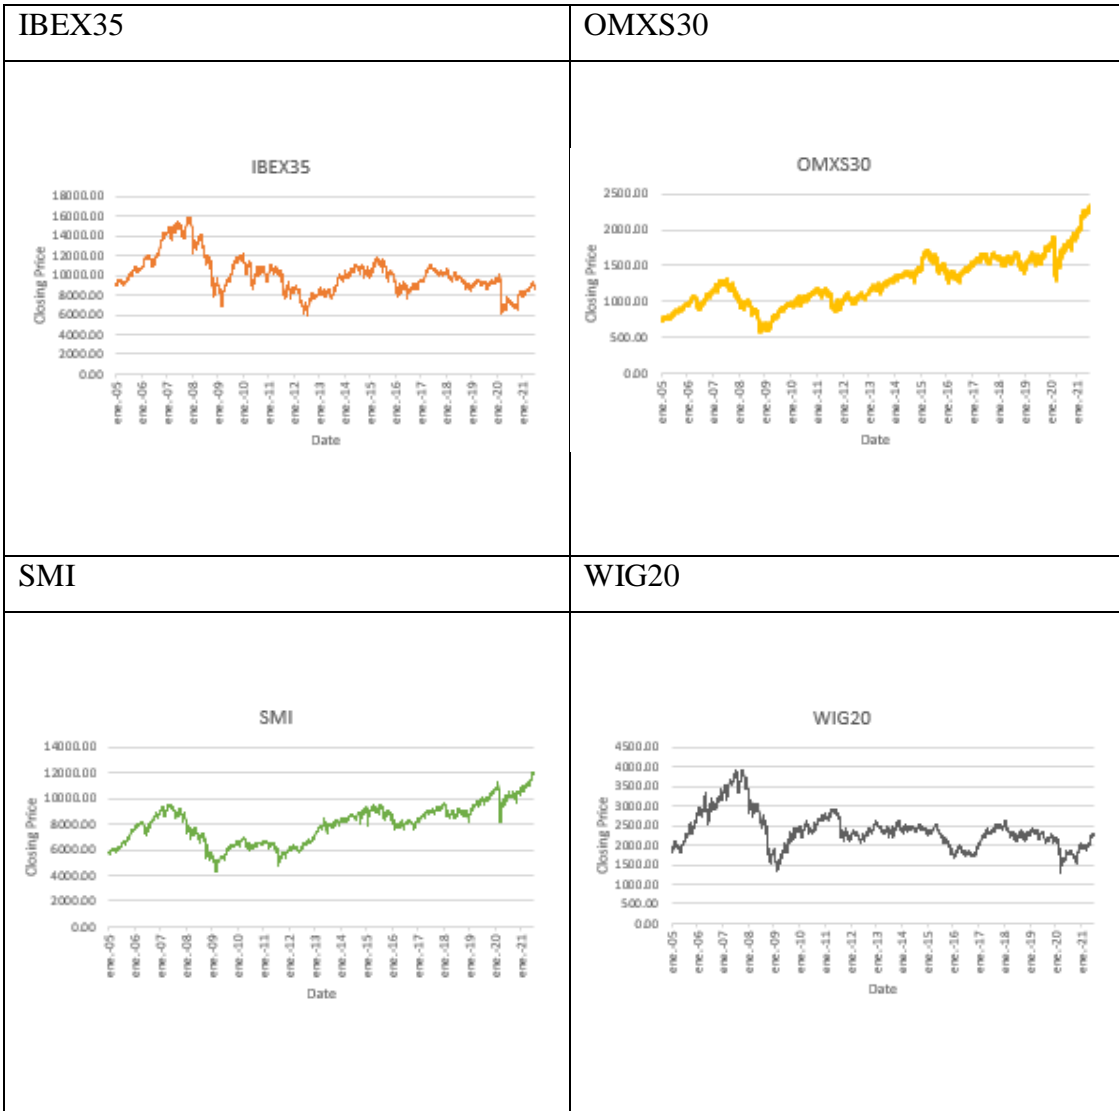 IBEX35
OMXS30
IBEX35
18000.00
16000.00
14000.00
12000.00
10000.00
8000.00
6000.00
4000.00
2000.00
0.00
Closing Price
ene.-05
ene.-06
ene.-07
ene.-08
ene.-09
ene.-10
ene.-11
ene.-12
ene.-13
ene.-14
ene.-15
ene.-16
ene.-17
ene.-18
ene.-19
ene.-20
ene.-21
Date
OMXS30
2500.00
2000.00
1500.00
1000.00
500.00
0.00
Closing Price
ene.-05
ene.-06
ene.-07
ene.-08
ene.-09
ene.-10
ene.-11
ene.-12
ene.-13
ene.-14
ene.-15
ene.-16
ene.-17
ene.-18
ene.-19
ene.-20
ene.-21
Date
SMI
WIG20
SMI
14000.00
12000.00
10000.00
8000.00
6000.00
4000.00
2000.00
0.00
Closing Price
ene.-05
ene.-06
ene.-07
ene.-08
ene.-09
ene.-10
ene.-11
ene.-12
ene.-13
ene.-14
ene.-15
ene.-16
ene.-17
ene.-18
ene.-19
ene.-20
ene.-21
Date
WIG20
4500.00
4000.00
3500.00
3000.00
2500.00
2000.00
1500.00
1000.00
500.00
0.00
Closing Price
ene.-05
ene.-06
ene.-07
ene.-08
ene.-09
ene.-10
ene.-11
ene.-12
ene.-13
ene.-14
ene.-15
ene.-16
ene.-17
ene.-18
ene.-19
ene.-20
ene.-21
Date